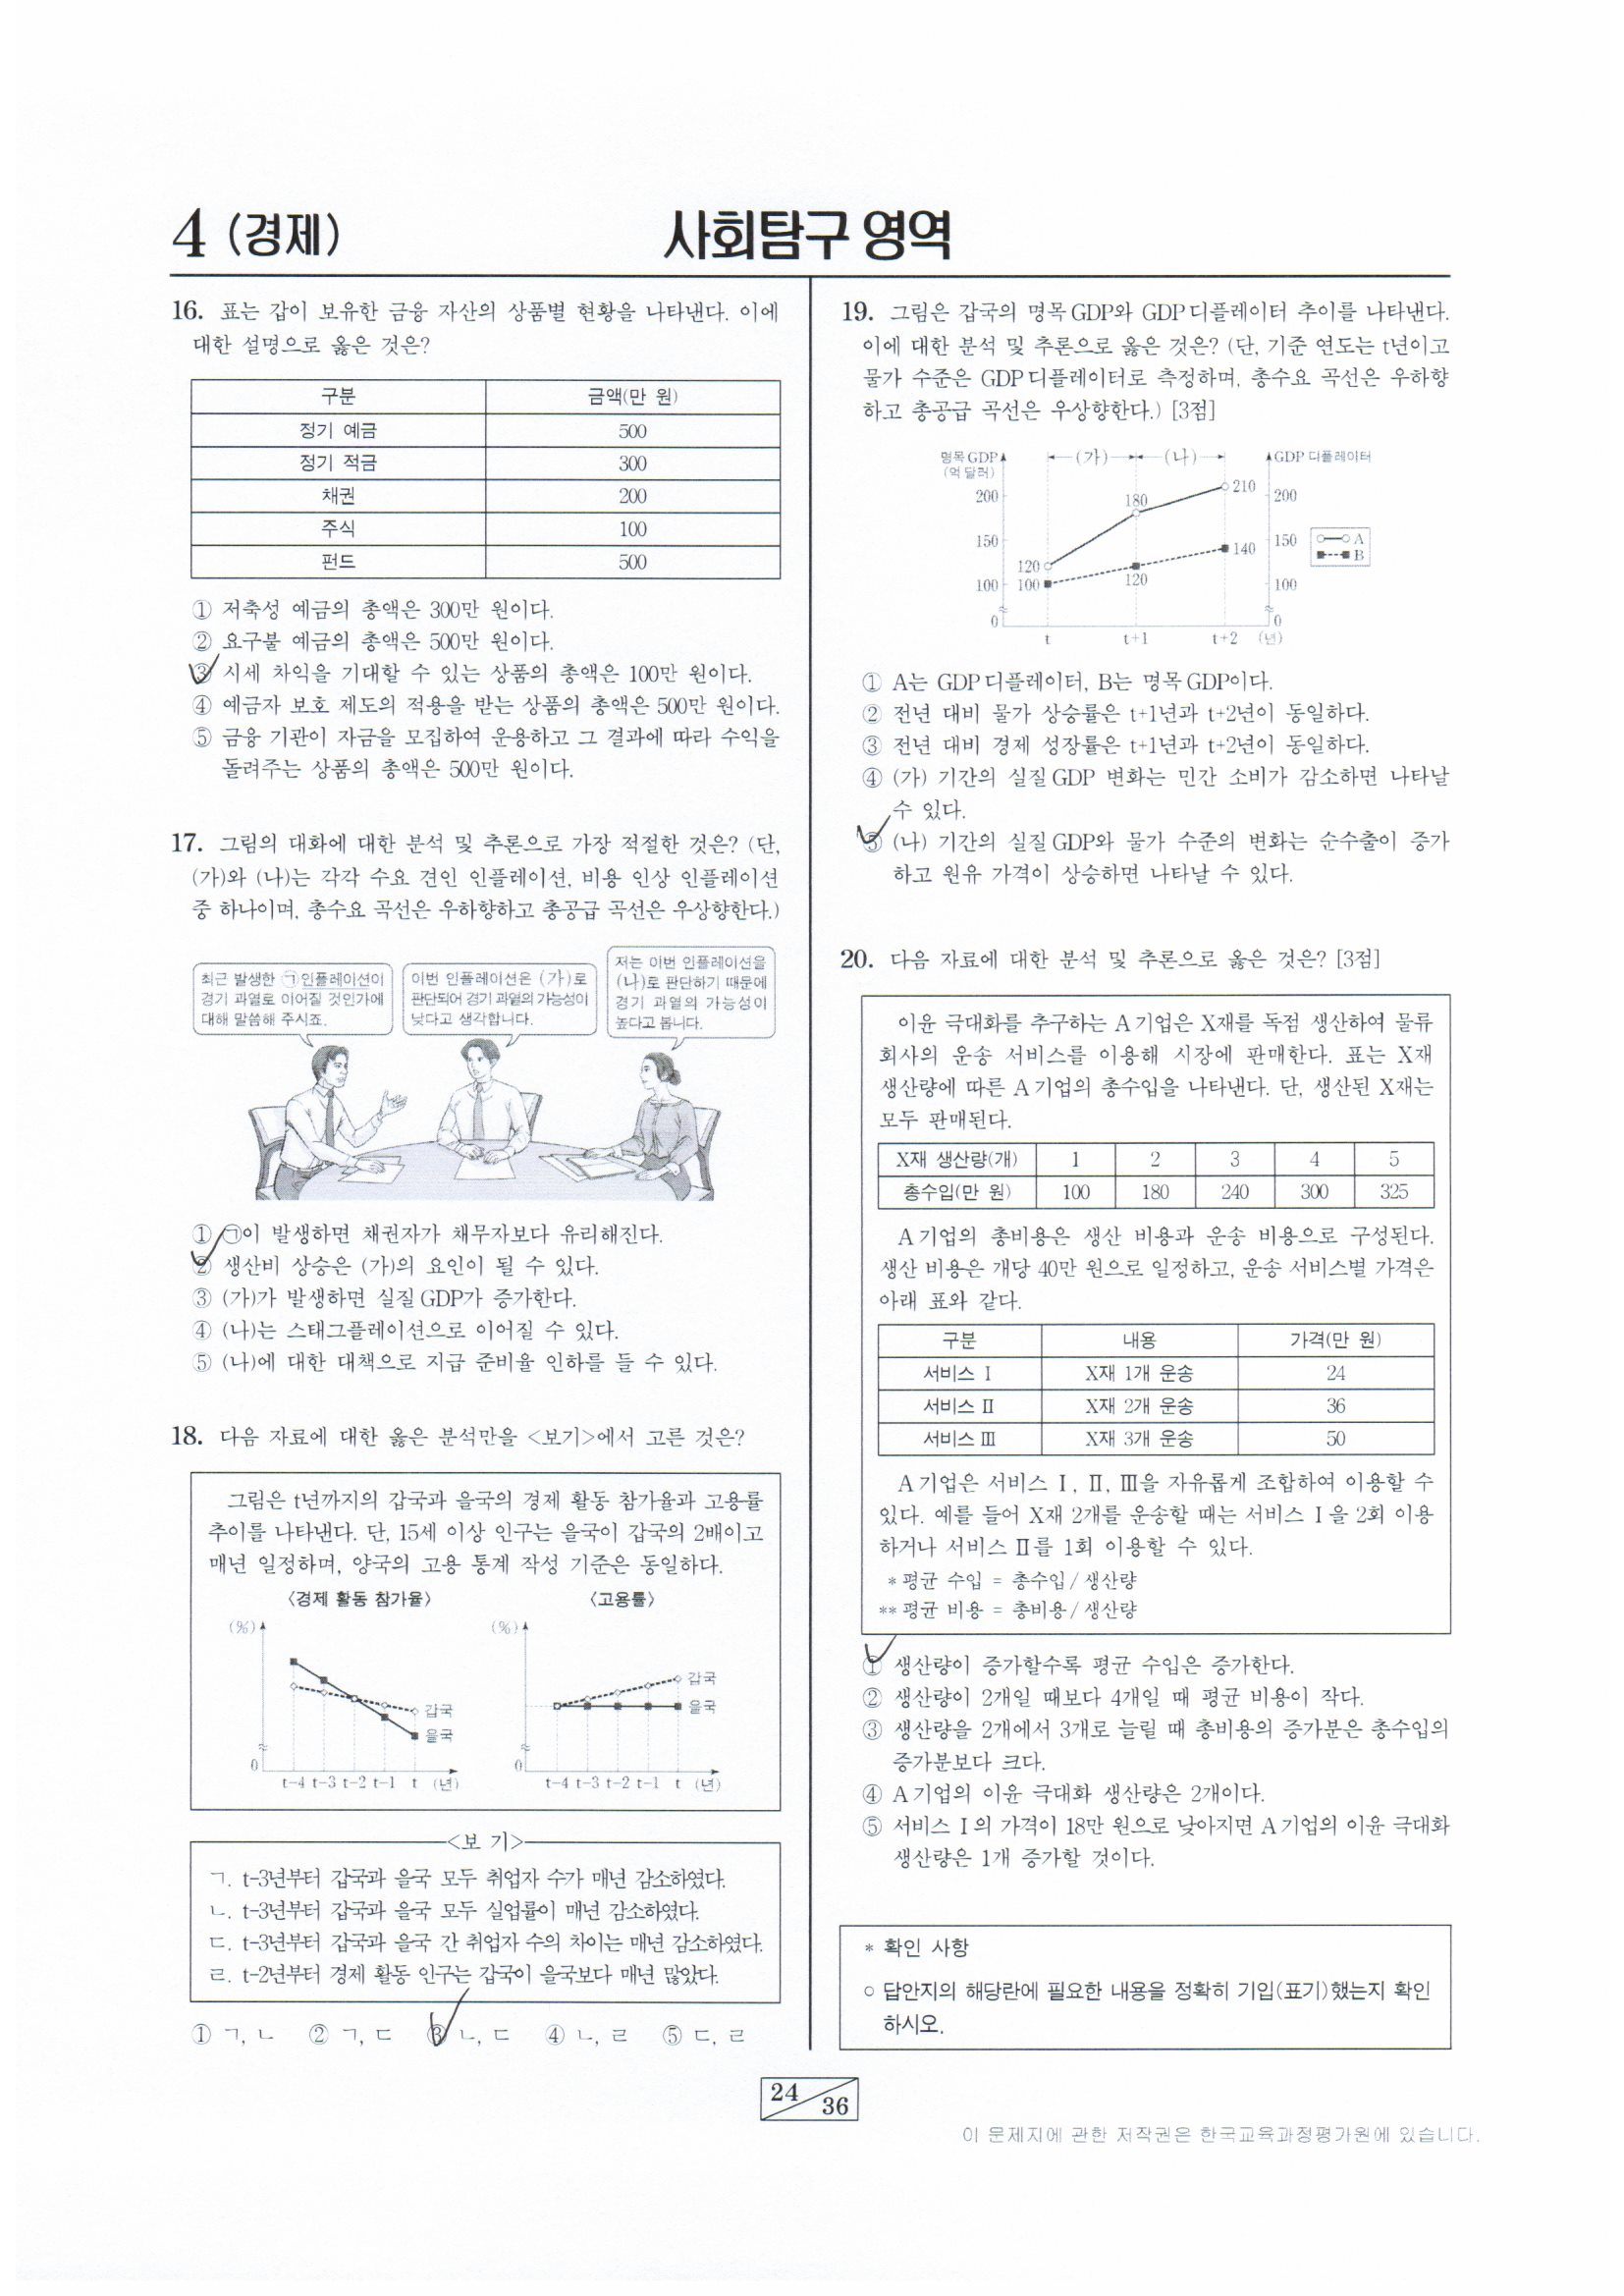 4 (경제)
사회탐구 영역
16. 표는 갑이 보유한 금융 자산의 상품별 현황을 나타낸다. 이에
대한 설명으로 옳은 것은?
구분 금액(만 원)
정기 예금 500
정기 적금 300
채권 200
주식 100
펀드 500
① 저축성 예금의 총액은 300만 원이다.
② 요구불 예금의 총액은 500만 원이다.
③ 시세 차익을 기대할 수 있는 상품의 총액은 100만 원이다.
④ 예금자 보호 제도의 적용을 받는 상품의 총액은 500만 원이다.
⑤ 금융 기관이 자금을 모집하여 운용하고 그 결과에 따라 수익을
돌려주는 상품의 총액은 500만 원이다.
17. 그림의 대화에 대한 분석 및 추론으로 가장 적절한 것은? (단,
(가)와 (나)는 각각 수요 견인 인플레이션, 비용 인상 인플레이션
중 하나이며, 총수요 곡선은 우하향하고 총공급 곡선은 우상향한다.)
최근 발생한 ㉠인플레이션이
경기 과열로 이어질 것인가에
대해 말씀해 주시죠.
이번 인플레이션은 (가)로
판단되어 경기 과열의 가능성이
낮다고 생각합니다.
저는 이번 인플레이션을
(나)로 판단하기 때문에
경기 과열의 가능성이
높다고 봅니다.
① ㉠이 발생하면 채권자가 채무자보다 유리해진다.
② 생산비 상승은 (가)의 요인이 될 수 있다.
③ (가)가 발생하면 실질 GDP가 증가한다.
④ (나)는 스태그플레이션으로 이어질 수 있다.
⑤ (나)에 대한 대책으로 지급 준비율 인하를 들 수 있다.
18. 다음 자료에 대한 옳은 분석만을 <보기>에서 고른 것은?
그림은 t년까지의 갑국과 을국의 경제 활동 참가율과 고용률
추이를 나타낸다. 단, 15세 이상 인구는 을국이 갑국의 2배이고
매년 일정하며, 양국의 고용 통계 작성 기준은 동일하다.
<경제 활동 참가율> <고용률>
(%) (%)
갑국
을국
갑국
을국
0 0
t-4 t-3 t-2 t-1 t (년) t-4 t-3 t-2 t-1 t (년)
<보 기>
ㄱ. t-3년부터 갑국과 을국 모두 취업자 수가 매년 감소하였다.
ㄴ. t-3년부터 갑국과 을국 모두 실업률이 매년 감소하였다.
ㄷ. t-3년부터 갑국과 을국 간 취업자 수의 차이는 매년 감소하였다.
ㄹ. t-2년부터 경제 활동 인구는 갑국이 을국보다 매년 많았다.
① ㄱ, ㄴ ② ㄱ, ㄷ ③ ㄴ, ㄷ ④ ㄴ, ㄹ ⑤ ㄷ, ㄹ
19. 그림은 갑국의 명목 GDP와 GDP 디플레이터 추이를 나타낸다.
이에 대한 분석 및 추론으로 옳은 것은? (단, 기준 연도는 t년이고
물가 수준은 GDP 디플레이터로 측정하며, 총수요 곡선은 우하향
하고 총공급 곡선은 우상향한다.) [3점]
명목 GDP (가) (나) GDP 디플레이터
(억 달러)
200 180 210 200
150 140 150
120
100 100 120 100
A
B
0 0
t t+1 t+2 (년)
① A는 GDP 디플레이터, B는 명목 GDP이다.
② 전년 대비 물가 상승률은 t+1년과 t+2년이 동일하다.
③ 전년 대비 경제 성장률은 t+1년과 t+2년이 동일하다.
④ (가) 기간의 실질 GDP 변화는 민간 소비가 감소하면 나타날
수 있다.
⑤ (나) 기간의 실질 GDP와 물가 수준의 변화는 순수출이 증가
하고 원유 가격이 상승하면 나타날 수 있다.
20. 다음 자료에 대한 분석 및 추론으로 옳은 것은? [3점]
이윤 극대화를 추구하는 A 기업은 X재를 독점 생산하여 물류
회사의 운송 서비스를 이용해 시장에 판매한다. 표는 X재
생산량에 따른 A 기업의 총수입을 나타낸다. 단, 생산된 X재는
모두 판매된다.
X재 생산량(개) 1 2 3 4 5
총수입(만 원) 100 180 240 300 325
A 기업의 총비용은 생산 비용과 운송 비용으로 구성된다.
생산 비용은 개당 40만 원으로 일정하고, 운송 서비스별 가격은
아래 표와 같다.
구분 내용 가격(만 원)
서비스 Ⅰ X재 1개 운송 24
서비스 Ⅱ X재 2개 운송 36
서비스 Ⅲ X재 3개 운송 50
A 기업은 서비스 Ⅰ, Ⅱ, Ⅲ을 자유롭게 조합하여 이용할 수
있다. 예를 들어 X재 2개를 운송할 때는 서비스 Ⅰ을 2회 이용
하거나 서비스 Ⅱ를 1회 이용할 수 있다.
* 평균 수입 = 총수입 / 생산량
** 평균 비용 = 총비용 / 생산량
① 생산량이 증가할수록 평균 수입은 증가한다.
② 생산량이 2개일 때보다 4개일 때 평균 비용이 작다.
③ 생산량을 2개에서 3개로 늘릴 때 총비용의 증가분은 총수입의
증가분보다 크다.
④ A 기업의 이윤 극대화 생산량은 2개이다.
⑤ 서비스 Ⅰ의 가격이 18만 원으로 낮아지면 A 기업의 이윤 극대화
생산량은 1개 증가할 것이다.
* 확인 사항
○ 답안지의 해당란에 필요한 내용을 정확히 기입(표기)했는지 확인
하시오.
24 36
이 문제지에 관한 저작권은 한국교육과정평가원에 있습니다.